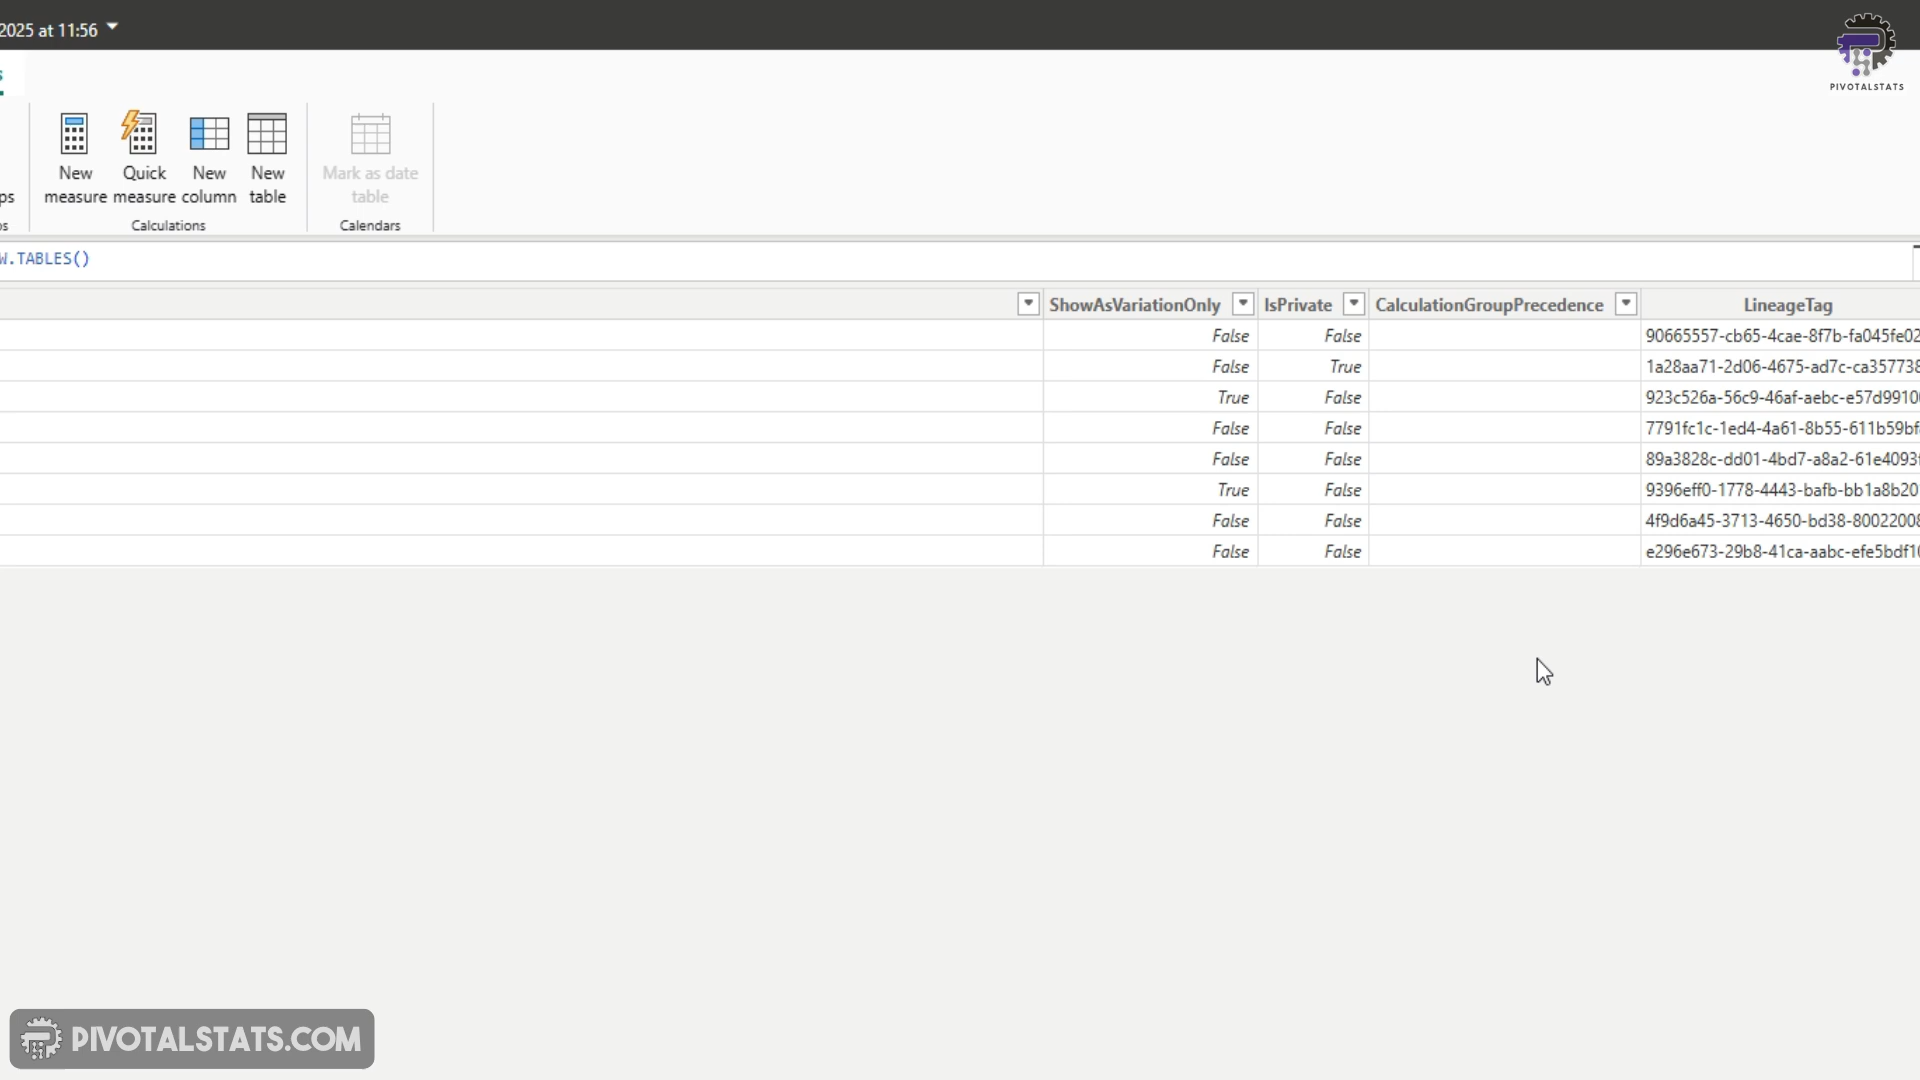 2025 at 11:56
PIVOTALSTATS
s
New measure
Quick measure
New column
New table
Mark as date table
ps
Calculations
Calendars
W.TABLES()
ShowAsVariationOnly IsPrivate CalculationGroupPrecedence LineageTag
False False 90665557-cb65-4cae-8f7b-fa045fe02
False True 1a28aa71-2d06-4675-ad7c-ca357738
True False 923c526a-56c9-46af-aebc-e57d9910
False False 7791fc1c-1ed4-4a61-8b55-611b59bf
False False 89a3828c-dd01-4bd7-a8a2-61e4093
True False 9396eff0-1778-4443-bafb-bb1a8b20
False False 4f9d6a45-3713-4650-bd38-80022008
False False e296e673-29b8-41ca-aabc-efe5bdf1
PIVOTALSTATS.COM